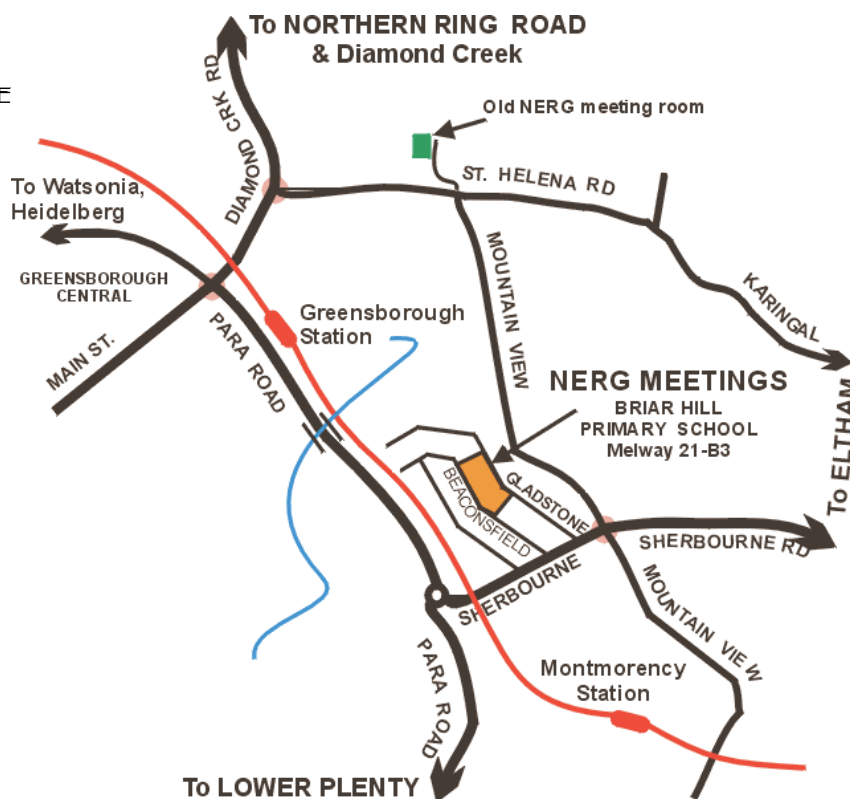 To NORTHERN RING ROAD
& Diamond Creek
E
DIAMOND CRK RD
Old NERG meeting room
ST. HELENA RD
To Watsonia,
Heidelberg
GREENSBOROUGH
CENTRAL
MAIN ST.
PARA ROAD
Greensborough
Station
MOUNTAIN VIEW
KARINGAL
To ELTHAM
NERG MEETINGS
BRIAR HILL
PRIMARY SCHOOL
Melway 21-B3
GLADSTONE
BEACONSFIELD
SHERBOURNE
SHERBOURNE RD
MOUNTAIN VIEW
Montmorency
Station
PARA ROAD
To LOWER PLENTY